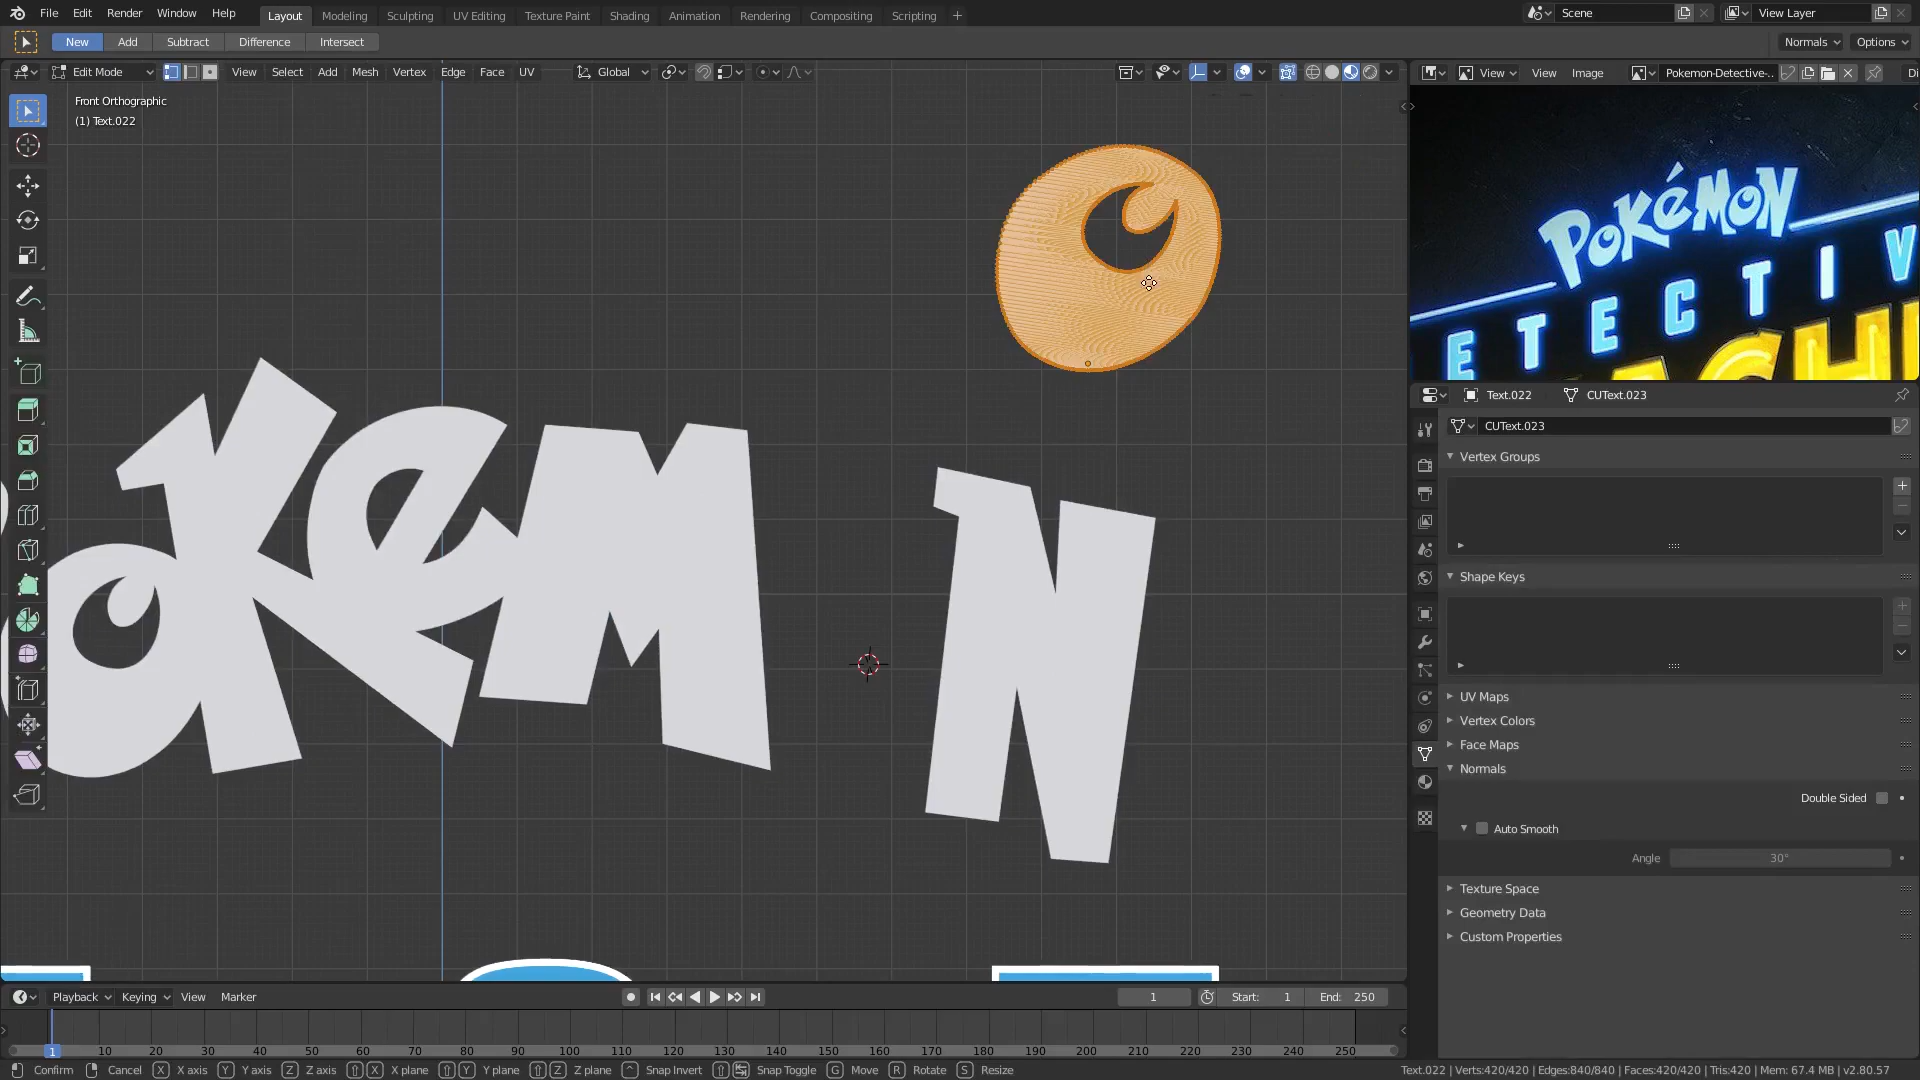 File Edit Render Window Help Layout Modeling Sculpting UV Editing Texture Paint Shading Animation Rendering Compositing Scripting + Scene View Layer
New Add Subtract Difference Intersect Normals Options
Edit Mode View Select Add Mesh Vertex Edge Face UV Global View View Image Pokemon-Detective-.. Di
Front Orthographic
(1) Text.022
POKéMON
ETECTIV
ACHU
oKeM N
Text.022 CUText.023
CUText.023
Vertex Groups
Shape Keys
UV Maps
Vertex Colors
Face Maps
Normals
Double Sided
Auto Smooth
Angle 30°
Texture Space
Geometry Data
Custom Properties
Playback Keying View Marker 1 Start: 1 End: 250
1 10 20 30 40 50 60 70 80 90 100 110 120 130 140 150 160 170 180 190 200 210 220 230 240 250
Confirm Cancel X X axis Y Y axis Z Z axis X X plane Y Y plane Z Z plane Snap Invert Snap Toggle G Move R Rotate S Resize Text.022 | Verts:420/420 | Edges:840/840 | Faces:420/420 | Tris:420 | Mem: 67.4 MB | v2.80.57